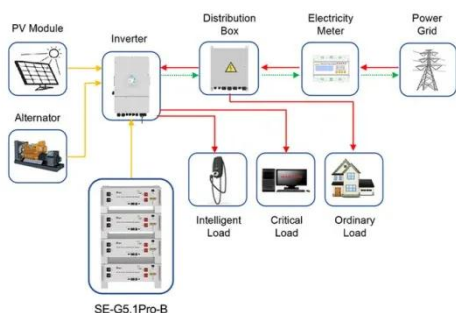 PV Module
Inverter
Distribution
Box
Electricity
Meter
Power
Grid
Alternator
Intelligent
Load
Critical
Load
Ordinary
Load
SE-G5.1Pro-B